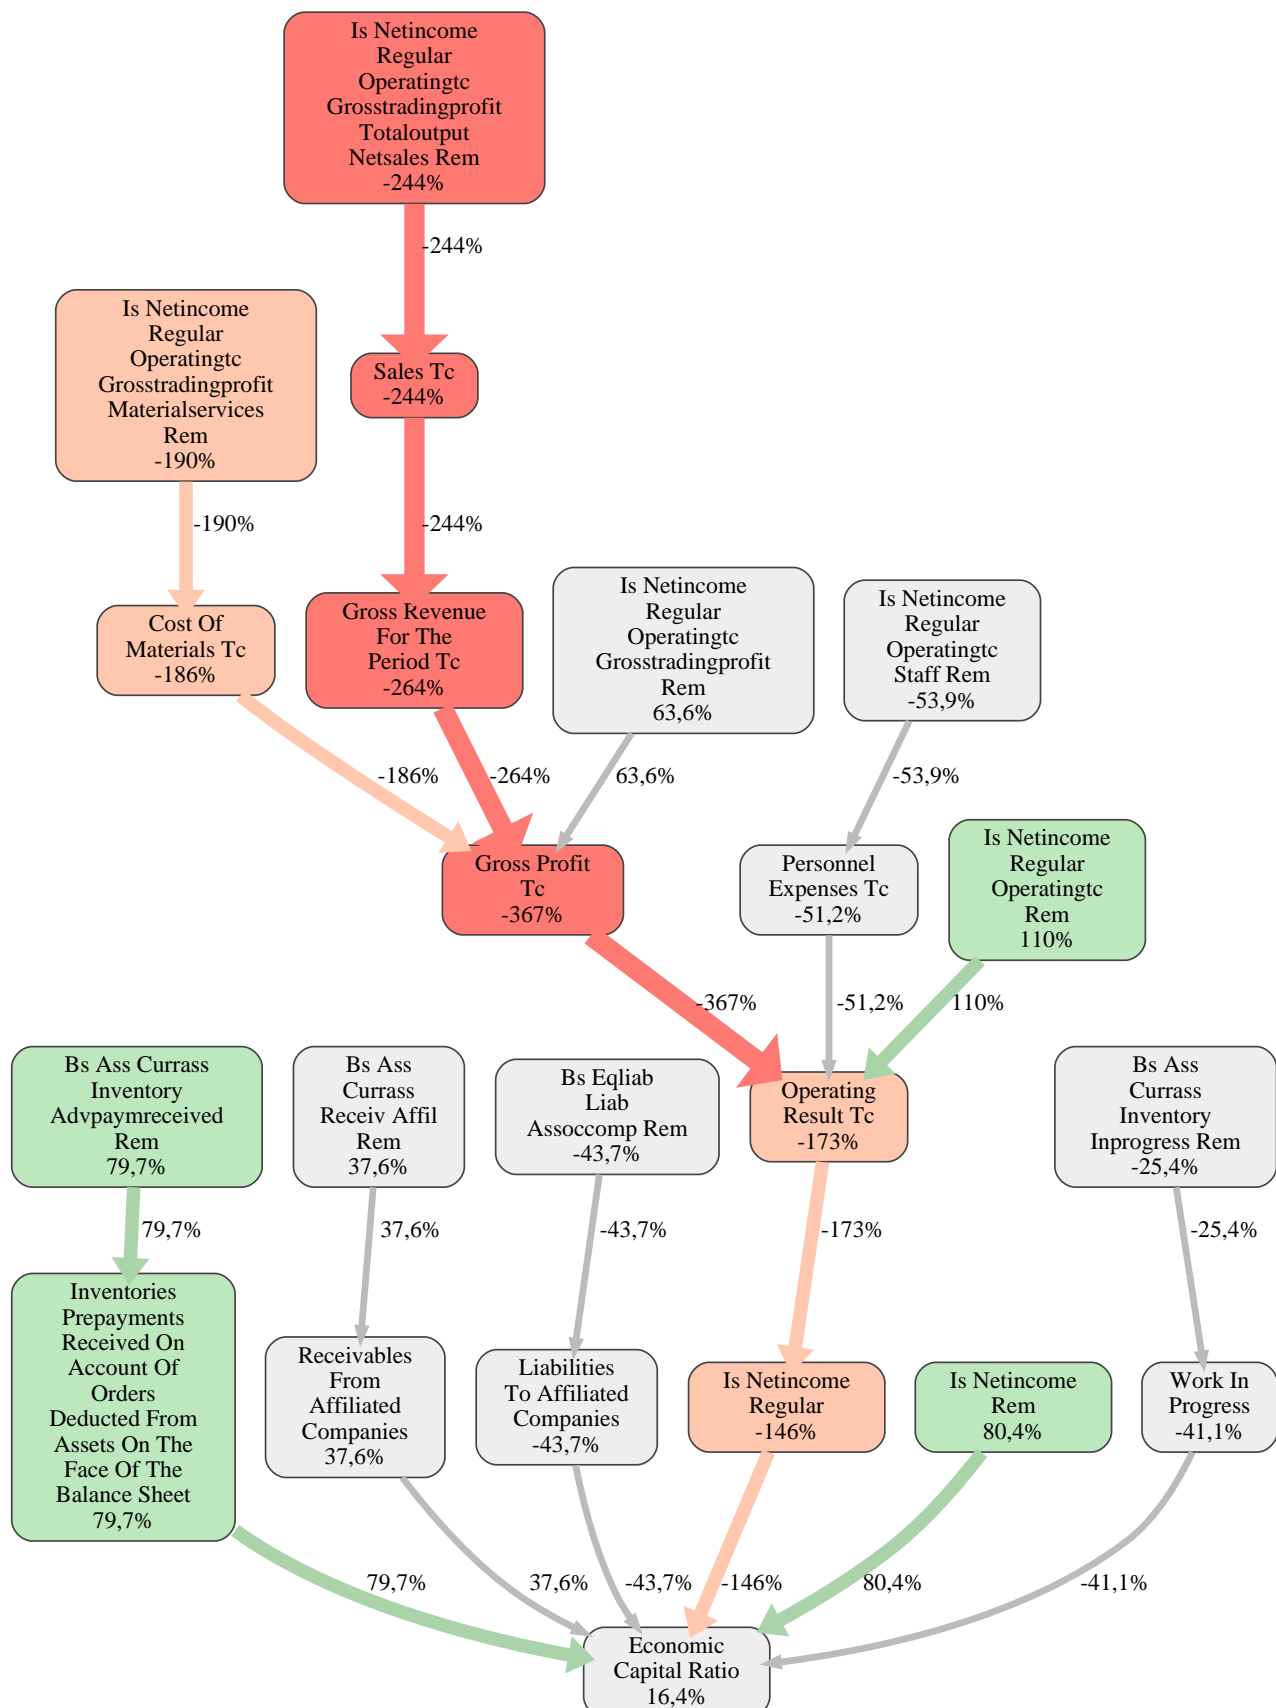 Is Netincome
Regular
Operatingtc
Grosstradingprofit
Totaloutput
Netsales Rem
-244%
-244%
Is Netincome
Regular
Operatingtc
Grosstradingprofit
Materialservices
Rem
-190%
Sales Tc
-244%
-190%
-244%
Cost Of
Materials Tc
-186%
Gross Revenue
For The
Period Tc
-264%
Is Netincome
Regular
Operatingtc
Grosstradingprofit
Rem
63,6%
Is Netincome
Regular
Operatingtc
Staff Rem
-53,9%
-186%
-264%
63,6%
-53,9%
Gross Profit
Tc
-367%
Personnel
Expenses Tc
-51,2%
Is Netincome
Regular
Operatingtc
Rem
110%
-367%
-51,2%
110%
Bs Ass Currass
Inventory
Advpaymreceived
Rem
79,7%
Bs Ass
Currass
Receiv Affil
Rem
37,6%
Bs Eqliab
Liab
Assoccomp Rem
-43,7%
Operating
Result Tc
-173%
Bs Ass
Currass
Inventory
Inprogress Rem
-25,4%
79,7%
37,6%
-43,7%
-173%
-25,4%
Inventories
Prepayments
Received On
Account Of
Orders
Deducted From
Assets On The
Face Of The
Balance Sheet
79,7%
Receivables
From
Affiliated
Companies
37,6%
Liabilities
To Affiliated
Companies
-43,7%
Is Netincome
Regular
-146%
Is Netincome
Rem
80,4%
Work In
Progress
-41,1%
79,7%
37,6%
-43,7%
-146%
80,4%
-41,1%
Economic
Capital Ratio
16,4%